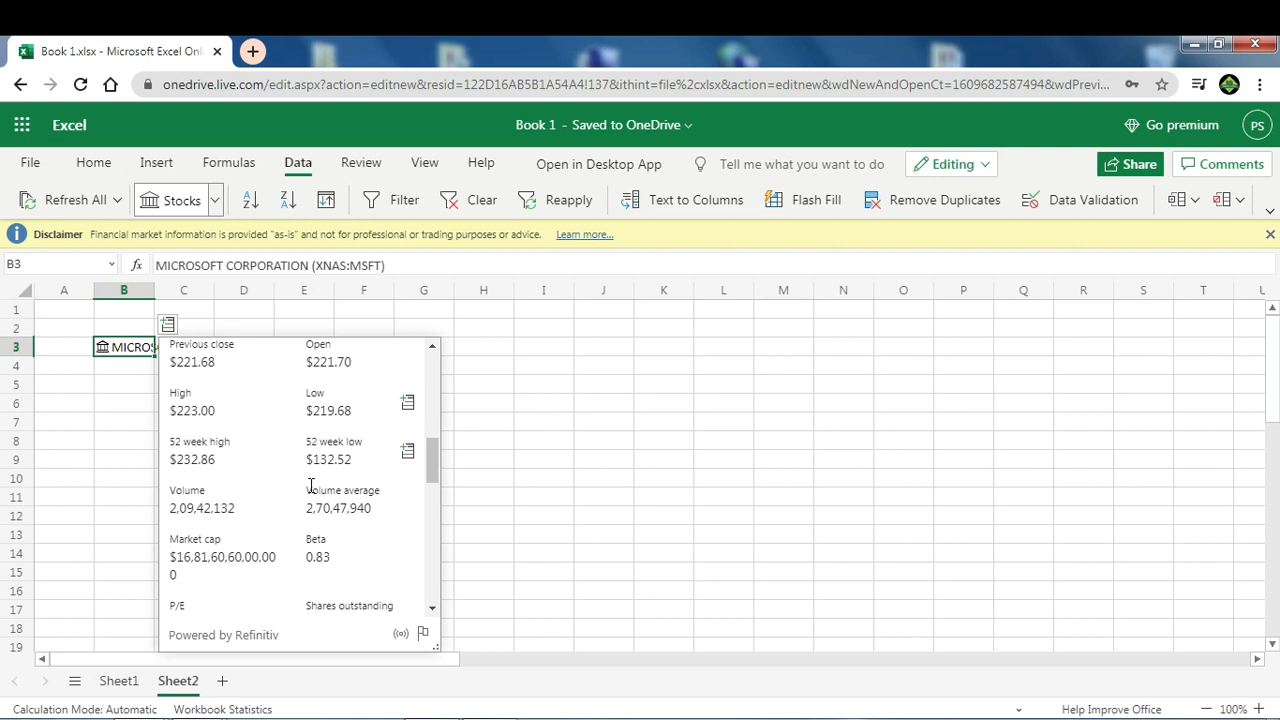 Book 1.xlsx - Microsoft Excel Onli
onedrive.live.com/edit.aspx?action=editnew&resid=122D16AB5B1A54A4!137&ithint=file%2cxlsx&action=editnew&wdNewAndOpenCt=1609682587494&wdPrevi...
Excel
Book 1 - Saved to OneDrive
Go premium
PS
File Home Insert Formulas Data Review View Help Open in Desktop App Tell me what you want to do Editing Share Comments
Refresh All Stocks Filter Clear Reapply Text to Columns Flash Fill Remove Duplicates Data Validation
Disclaimer Financial market information is provided "as-is" and not for professional or trading purposes or advice. Learn more...
B3 fx MICROSOFT CORPORATION (XNAS:MSFT)
A B C D E F G H I J K L M N O P Q R S T U
1
2
3 MICROS
4
5
6
7
8
9
10
11
12
13
14
15
16
17
18
19
Previous close Open
$221.68 $221.70
High Low
$223.00 $219.68
52 week high 52 week low
$232.86 $132.52
Volume Volume average
2,09,42,132 2,70,47,940
Market cap Beta
$16,81,60,60,00,00 0.83
0
P/E Shares outstanding
Powered by Refinitiv
Sheet1 Sheet2
Calculation Mode: Automatic Workbook Statistics Help Improve Office 100%